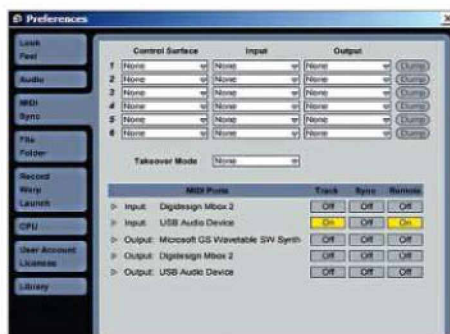 Preferences
Look
Feel
Audio
MIDI
Sync
File
Folder
Record
Warp
Launch
CPU
User Account
Licenses
Library
Control Surface Input Output
1 None None None Dump
2 None None None Dump
3 None None None Dump
4 None None None Dump
5 None None None Dump
6 None None None Dump
Takeover Mode None
MIDI Ports Track Sync Remote
Input: Digidesign Mbox 2 Off Off Off
Input: USB Audio Device On Off On
Output: Microsoft GS Wavetable SW Synth Off Off Off
Output: Digidesign Mbox 2 Off Off Off
Output: USB Audio Device Off Off Off